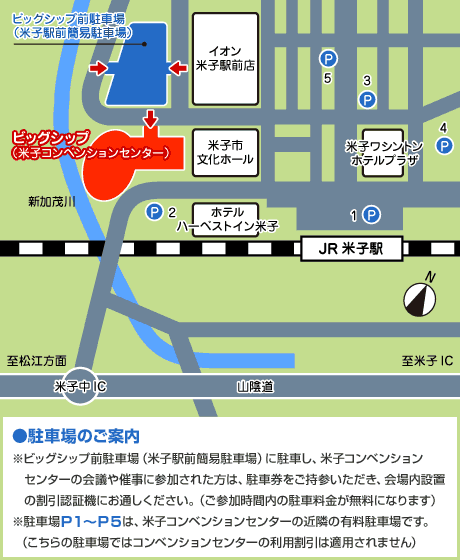 ビッグシップ前駐車場
（米子駅前簡易駐車場）
イオン
米子駅前店
P
5
3
P
4
P
ビッグシップ
（米子コンベンションセンター）
米子市
文化ホール
米子ワシントン
ホテルプラザ
新加茂川
P 2
ホテル
ハーベストイン米子
1 P
JR 米子駅
N
至松江方面
至米子 IC
米子中 IC
山陰道
●駐車場のご案内
※ビッグシップ前駐車場（米子駅前簡易駐車場）に駐車し、米子コンベンション
センターの会議や催事に参加された方は、駐車券をご持参いただき、会場内設置
の割引認証機にお通しください。（ご参加時間内の駐車料金が無料になります）
※駐車場P1〜P5は、米子コンベンションセンターの近隣の有料駐車場です。
（こちらの駐車場ではコンベンションセンターの利用割引は適用されません）